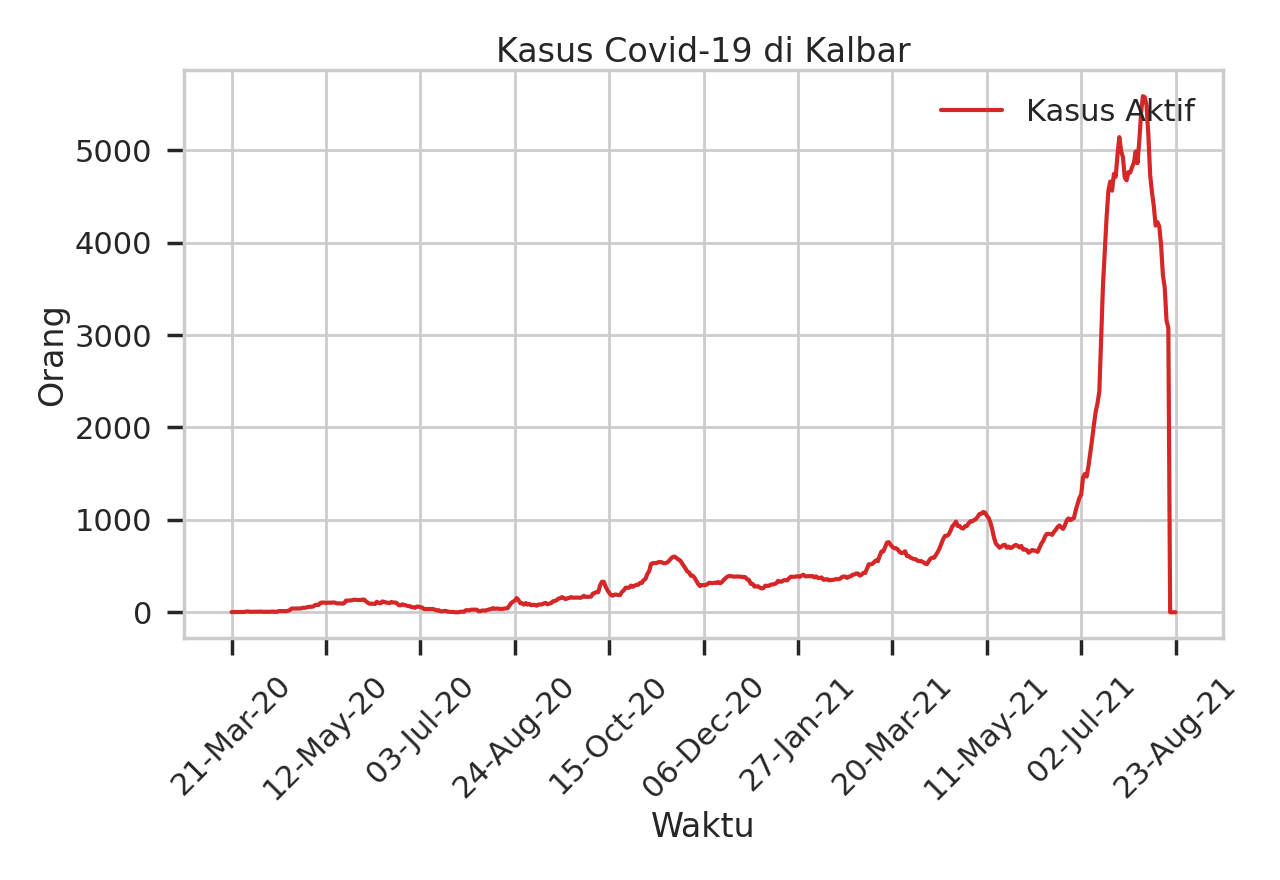 Kasus Covid-19 di Kalbar
Kasus Aktif
Orang
5000
4000
3000
2000
1000
0
21-Mar-20
12-May-20
03-Jul-20
24-Aug-20
15-Oct-20
06-Dec-20
27-Jan-21
20-Mar-21
11-May-21
02-Jul-21
23-Aug-21
Waktu